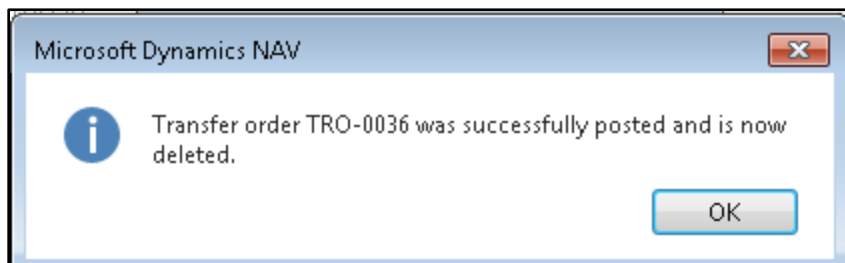 Microsoft Dynamics NAV
Transfer order TRO-0036 was successfully posted and is now
deleted.
OK